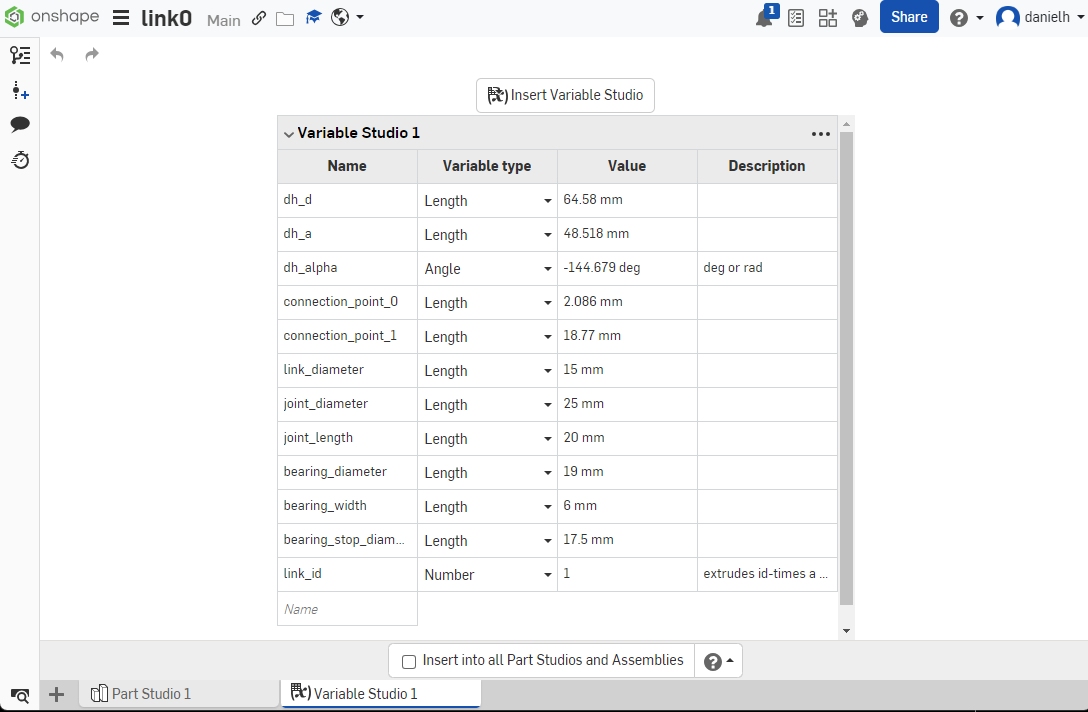 onshape link0 Main 1 Share danielh
Insert Variable Studio
Variable Studio 1
Name Variable type Value Description
dh_d Length 64.58 mm
dh_a Length 48.518 mm
dh_alpha Angle -144.679 deg deg or rad
connection_point_0 Length 2.086 mm
connection_point_1 Length 18.77 mm
link_diameter Length 15 mm
joint_diameter Length 25 mm
joint_length Length 20 mm
bearing_diameter Length 19 mm
bearing_width Length 6 mm
bearing_stop_diam... Length 17.5 mm
link_id Number 1 extrudes id-times a ...
Name
Insert into all Part Studios and Assemblies
Part Studio 1 Variable Studio 1